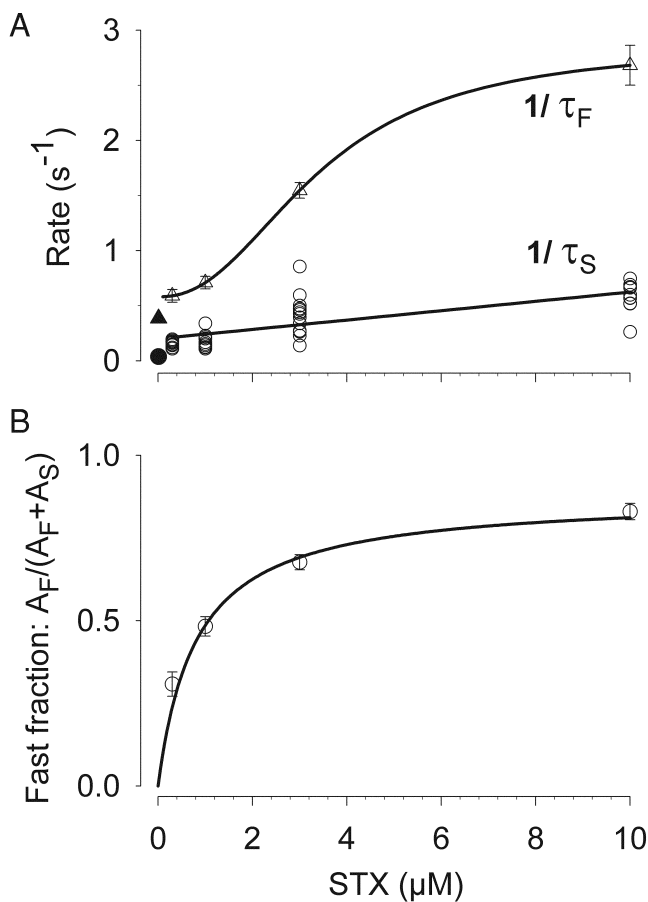 A
3
2
1
0
Rate (s⁻¹)
1/ τF
1/ τS
B
1.0
0.5
0.0
Fast fraction: AF/(AF+AS)
0 2 4 6 8 10
STX (µM)